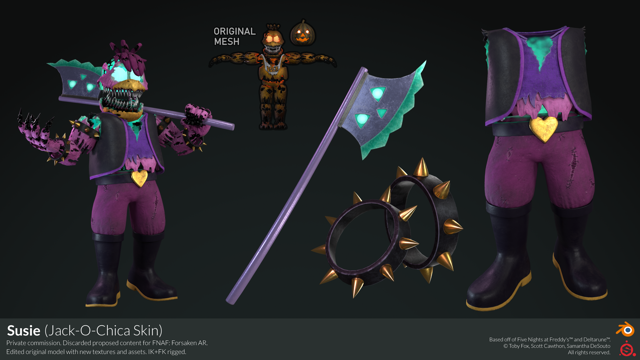 ORIGINAL
MESH
Susie (Jack-O-Chica Skin)
Private commission. Discarded proposed content for FNAF: Forsaken AR.
Edited original model with new textures and assets. IK+FK rigged.
Based off of Five Nights at Freddy's™ and Deltarune™.
© Toby Fox, Scott Cawthon, Samantha DeSouto.
All rights reserved.